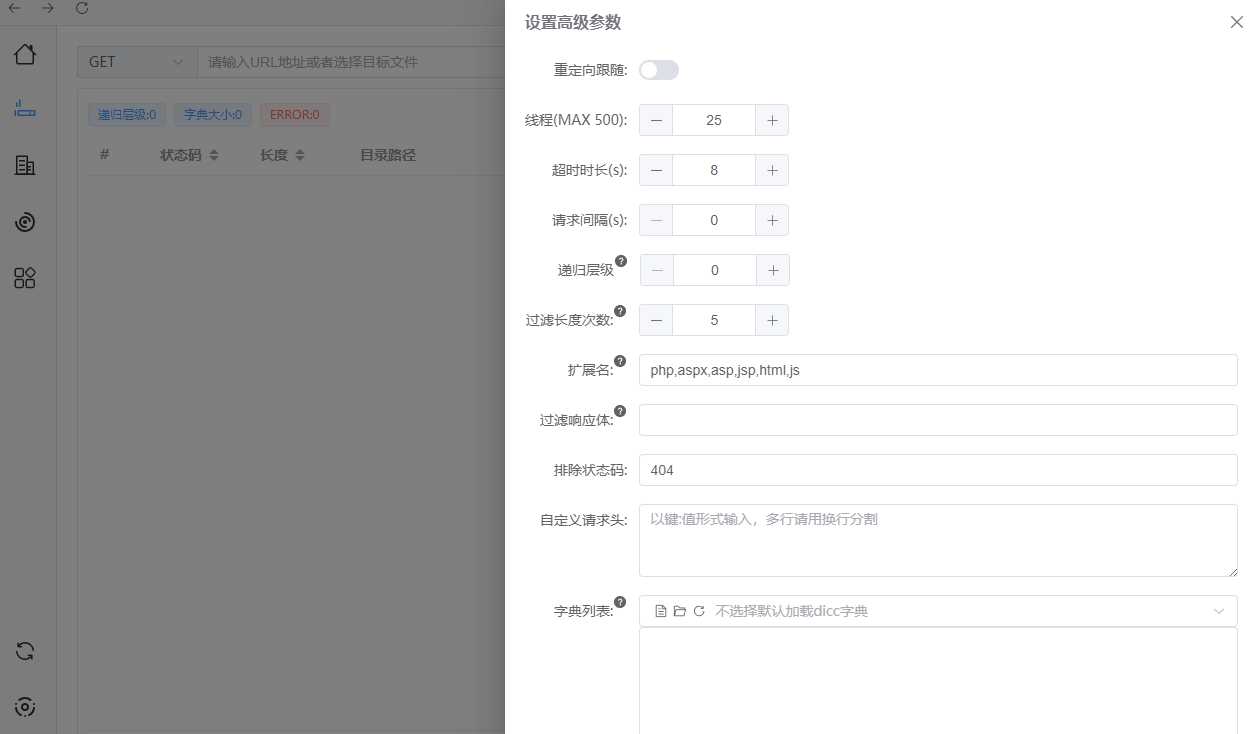 GET
请输入URL地址或者选择目标文件
递归层级:0
字典大小:0
ERROR:0
#
状态码
长度
目录路径
设置高级参数
重定向跟随:
线程(MAX 500):
25
超时时长(s):
8
请求间隔(s):
0
递归层级
0
过滤长度次数:
5
扩展名:
php,aspx,asp,jsp,html,js
过滤响应体:
排除状态码:
404
自定义请求头:
以键:值形式输入，多行请用换行分割
字典列表:
不选择默认加载dicc字典